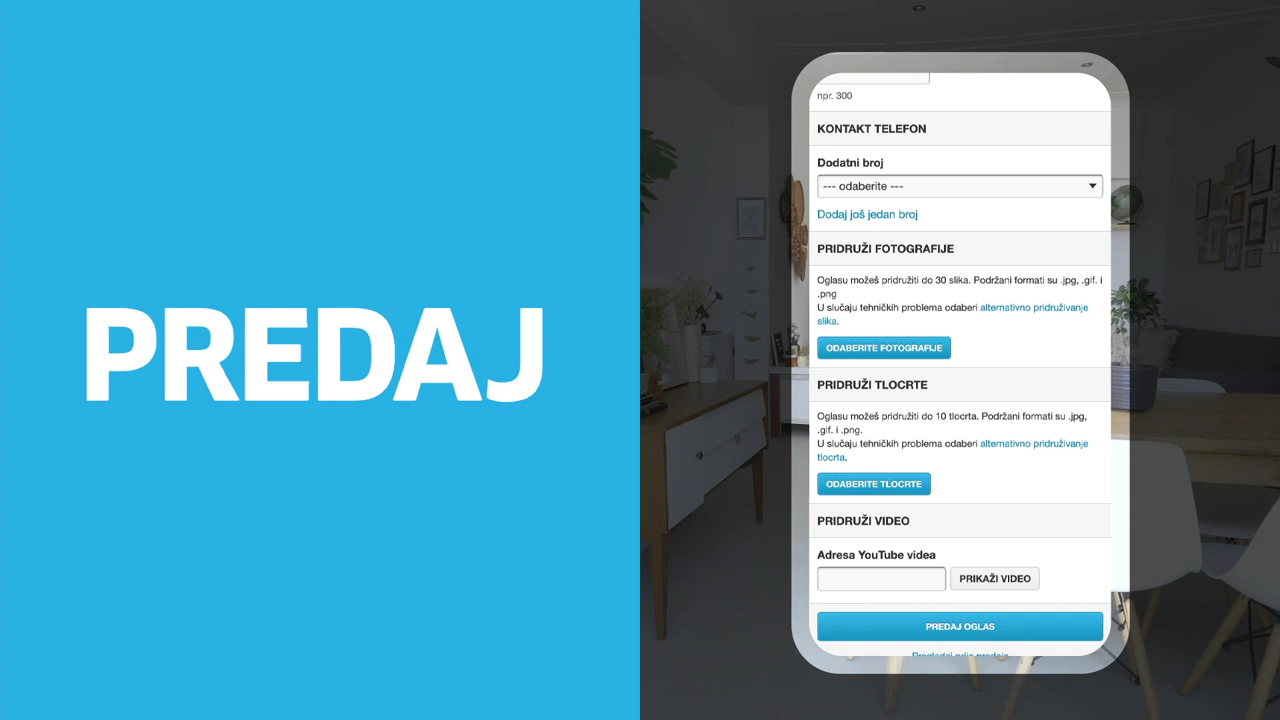 PREDAJ
npr. 300
KONTAKT TELEFON
Dodatni broj
--- odaberite ---
Dodaj još jedan broj
PRIDRUŽI FOTOGRAFIJE
Oglasu možeš pridružiti do 30 slika. Podržani formati su .jpg, .gif. i
.png
U slučaju tehničkih problema odaberi alternativno pridruživanje
slika.
ODABERITE FOTOGRAFIJE
PRIDRUŽI TLOCRTE
Oglasu možeš pridružiti do 10 tlocrta. Podržani formati su .jpg,
.gif. i .png.
U slučaju tehničkih problema odaberi alternativno pridruživanje
tlocrta.
ODABERITE TLOCRTE
PRIDRUŽI VIDEO
Adresa YouTube videa
PRIKAŽI VIDEO
PREDAJ OGLAS
Pregledaj prije predaje